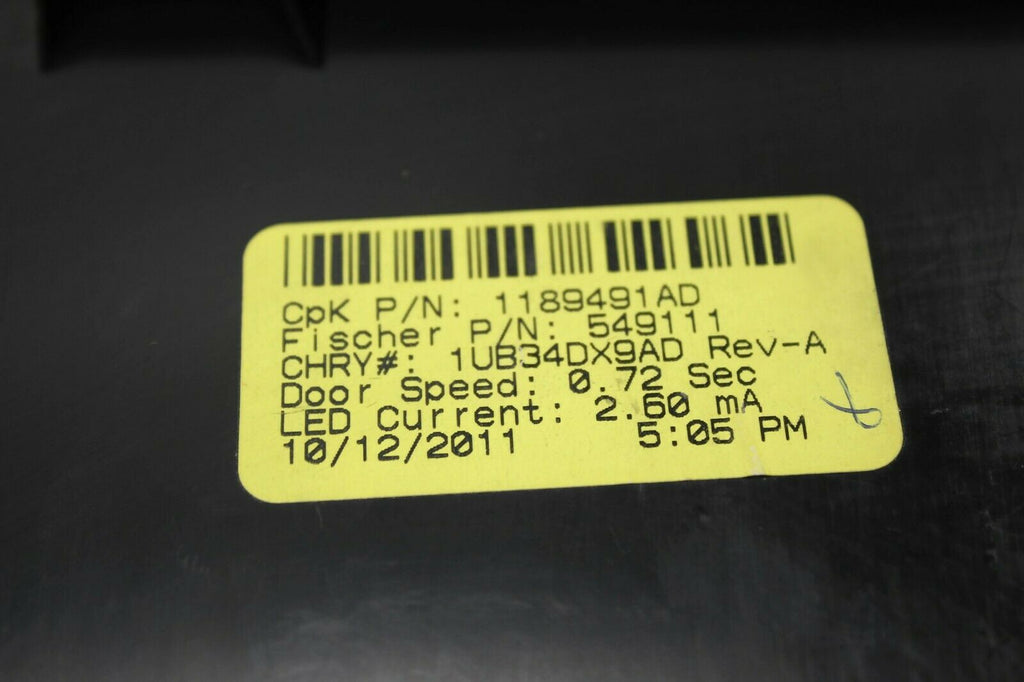 CpK P/N: 1189491AD
Fischer P/N: 549111
CHRY#: 1UB34DX9AD Rev-A
Door Speed: 0.72 Sec
LED Current: 2.60 mA
10/12/2011 5:05 PM